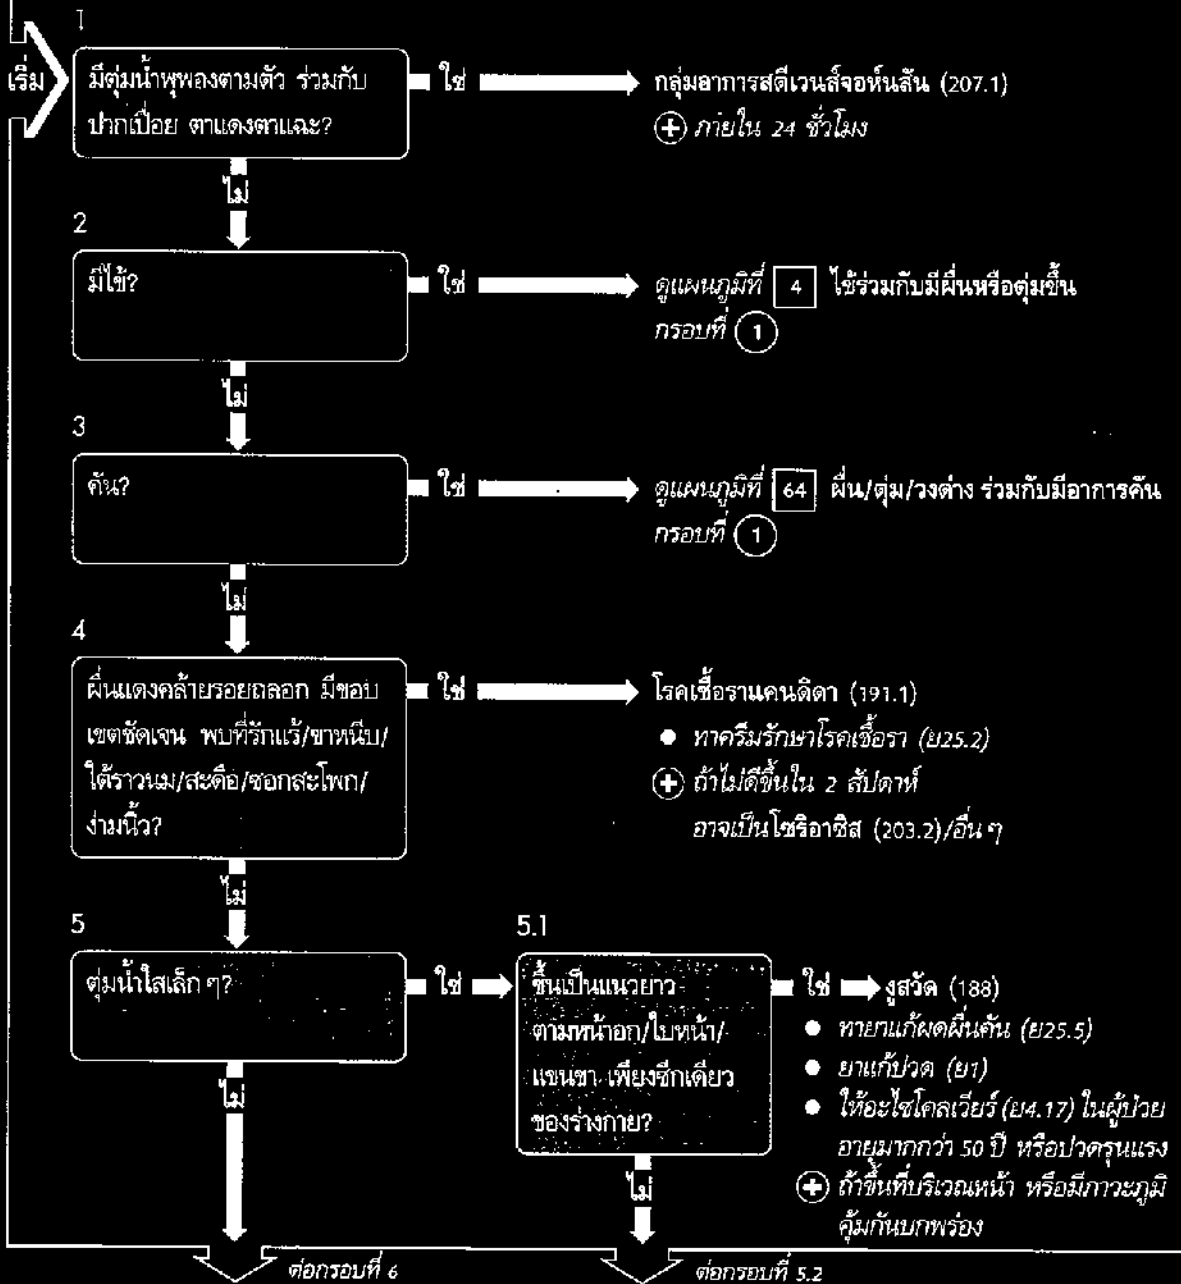 1
เริ่ม
มีตุ่มน้ำพุพองตามตัว ร่วมกับ
ปากเปื่อย ตาแดงตาแฉะ?
ใช่
กลุ่มอาการสตีเวนส์จอห์นสัน (207.1)
+ ภายใน 24 ชั่วโมง
ไม่
2
มีไข้?
ใช่
ดูแผนภูมิที่ 4 ไข้ร่วมกับมีผื่นหรือตุ่มขึ้น
กรอบที่ 1
ไม่
3
คัน?
ใช่
ดูแผนภูมิที่ 64 ผื่น/ตุ่ม/วงด่าง ร่วมกับมีอาการคัน
กรอบที่ 1
ไม่
4
ผื่นแดงคล้ายรอยถลอก มีขอบ
เขตชัดเจน พบที่รักแร้/ขาหนีบ/
ใต้ราวนม/สะดือ/ซอกสะโพก/
ง่ามนิ้ว?
ใช่
โรคเชื้อราแคนดิดา (191.1)
● ทาครีมรักษาโรคเชื้อรา (ย25.2)
+ ถ้าไม่ดีขึ้นใน 2 สัปดาห์
อาจเป็นโซริอาซิส (203.2)/อื่น ๆ
ไม่
5
ตุ่มน้ำใสเล็ก ๆ?
ใช่
5.1
ขึ้นเป็นแนวยาว
ตามหน้าอก/ใบหน้า/
แขนขา เพียงซีกเดียว
ของร่างกาย?
ใช่
งูสวัด (188)
● ทายาแก้ผดผื่นคัน (ย25.5)
● ยาแก้ปวด (ย1)
● ให้อะไซโคลเวียร์ (ย4.17) ในผู้ป่วย
อายุมากกว่า 50 ปี หรือปวดรุนแรง
+ ถ้าขึ้นที่บริเวณหน้า หรือมีภาวะภูมิ
คุ้มกันบกพร่อง
ไม่
ไม่
ต่อกรอบที่ 6
ต่อกรอบที่ 5.2